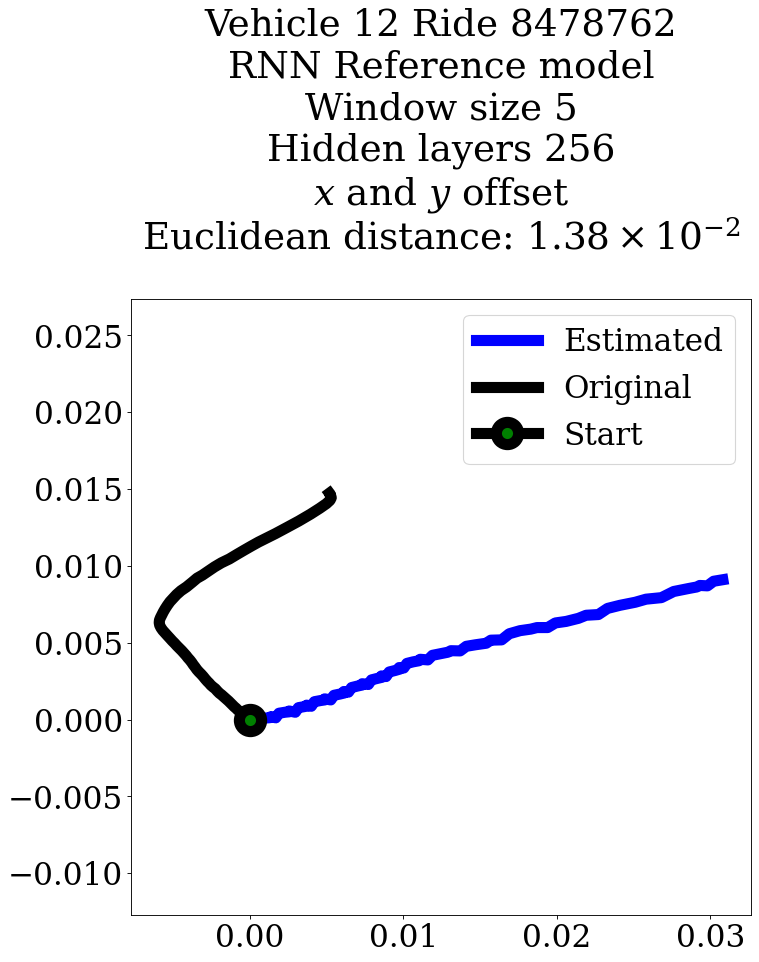 Vehicle 12 Ride 8478762
RNN Reference model
Window size 5
Hidden layers 256
x and y offset
Euclidean distance: 1.38 × 10⁻²
Estimated
Original
Start
0.025
0.020
0.015
0.010
0.005
0.000
−0.005
−0.010
0.00 0.01 0.02 0.03